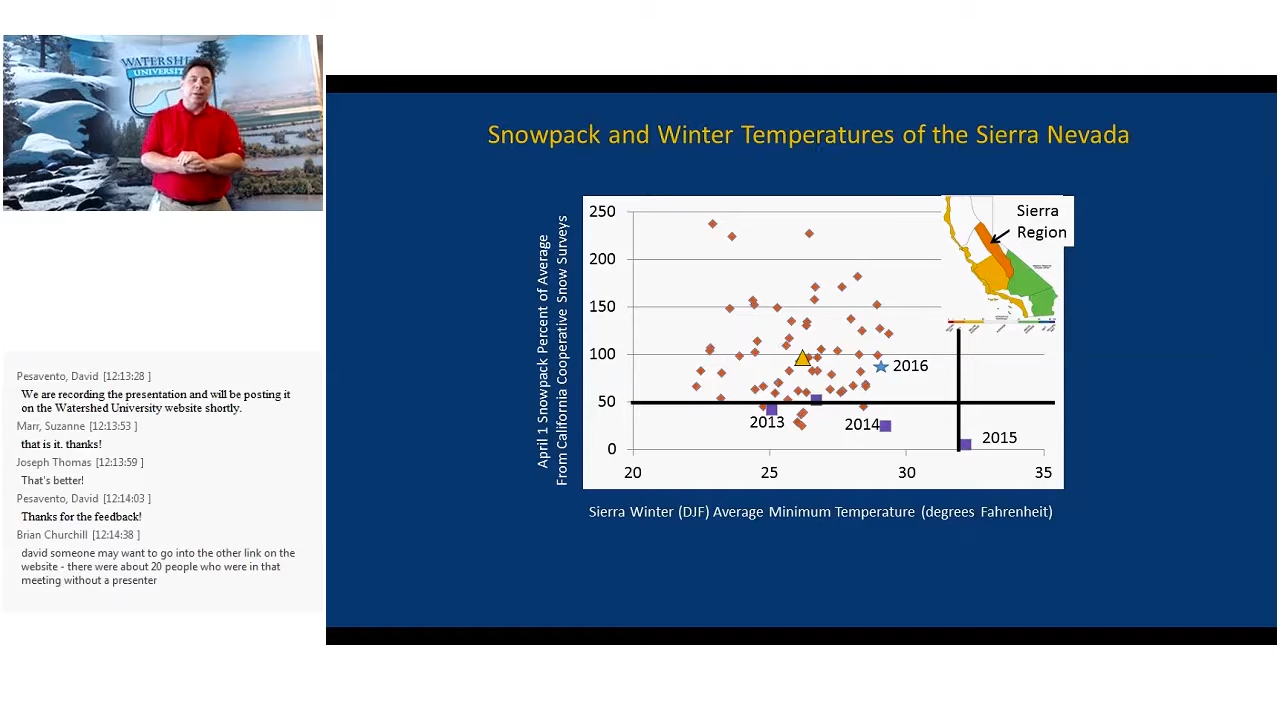 WATERSHED
UNIVERSITY
Pesavento, David [12:13:28 ]
We are recording the presentation and will be posting it
on the Watershed University website shortly.
Marr, Suzanne [12:13:53 ]
that is it. thanks!
Joseph Thomas [12:13:59 ]
That's better!
Pesavento, David [12:14:03 ]
Thanks for the feedback!
Brian Churchill [12:14:38 ]
david someone may want to go into the other link on the
website - there were about 20 people who were in that
meeting without a presenter
Snowpack and Winter Temperatures of the Sierra Nevada
April 1 Snowpack Percent of Average
From California Cooperative Snow Surveys
250
200
150
100
50
0
Sierra
Region
2016
2013
2014
2015
20
25
30
35
Sierra Winter (DJF) Average Minimum Temperature (degrees Fahrenheit)